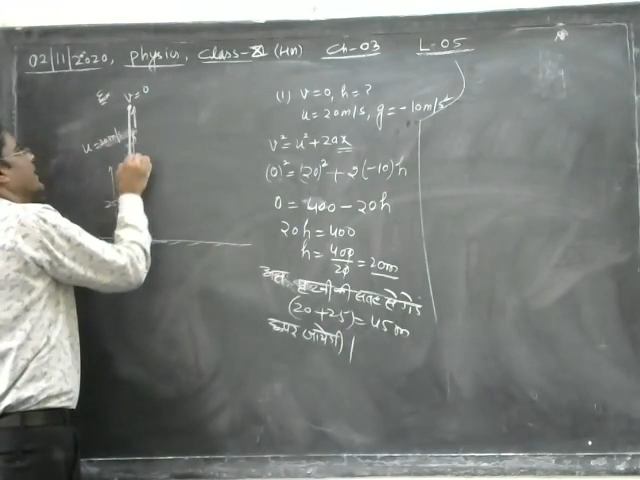 02/11/2020, Physics, Class-XI (HM) Ch-03 L-05
v=0
u=20m/s
(1) v=0, h=?
u=20m/s, g=-10m/s²
v²=u²+2ax
(0)²=(20)²+2(-10)h
0=400-20h
20h=400
h=400/20=20m
की सतह से गेंद
(20+25)=45m
ऊपर जायेगी।